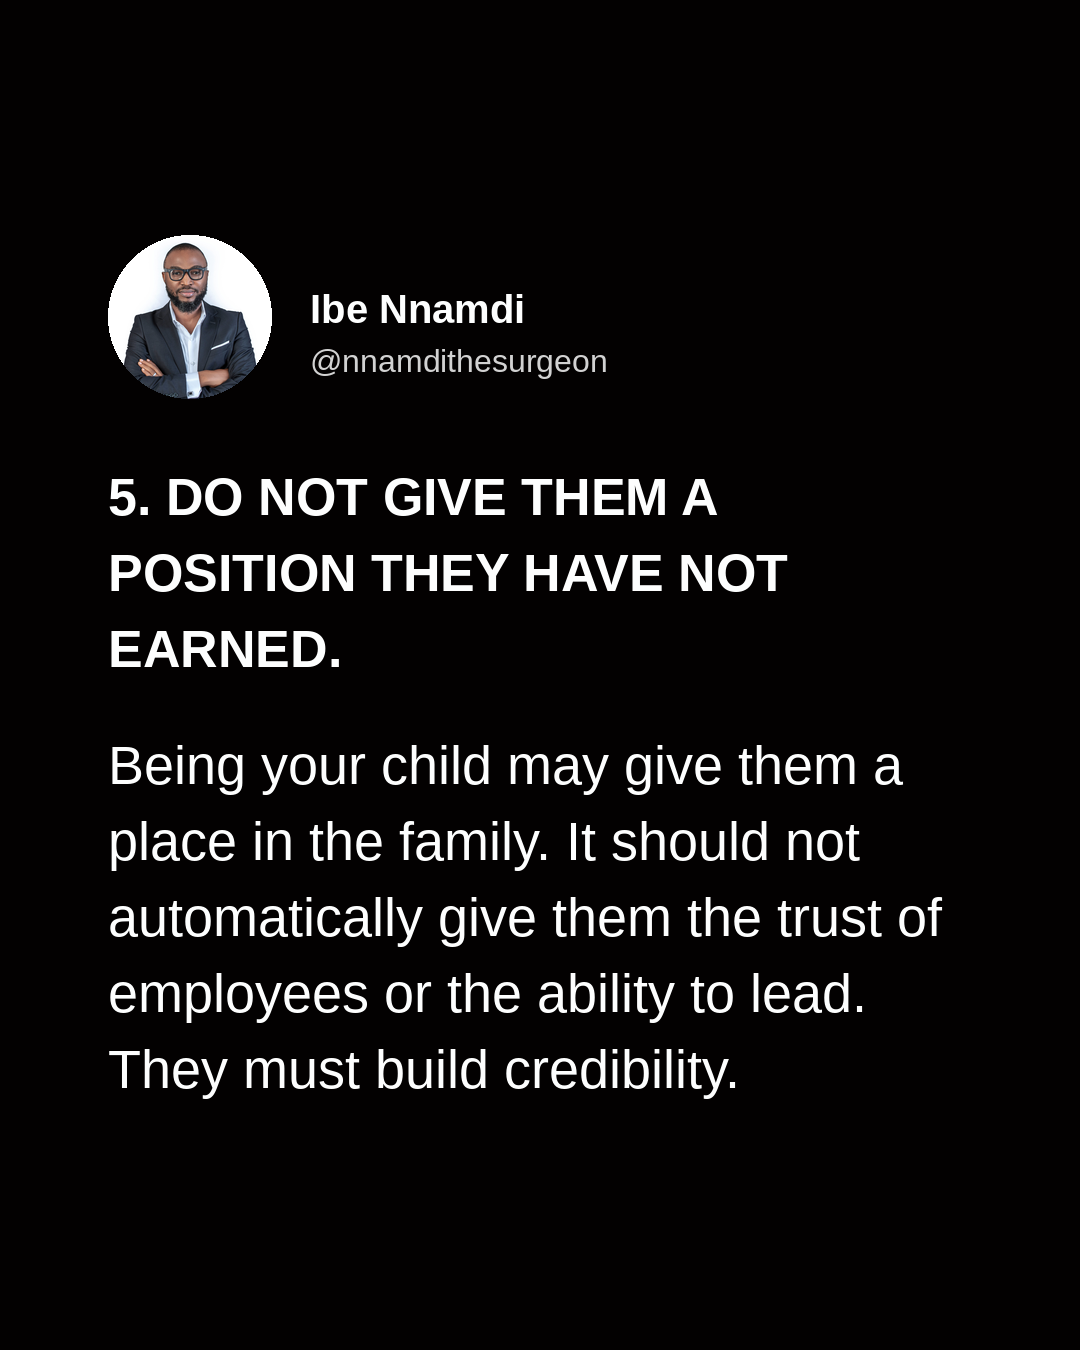 Ibe Nnamdi
@nnamdithesurgeon
5. DO NOT GIVE THEM A
POSITION THEY HAVE NOT
EARNED.
Being your child may give them a
place in the family. It should not
automatically give them the trust of
employees or the ability to lead.
They must build credibility.